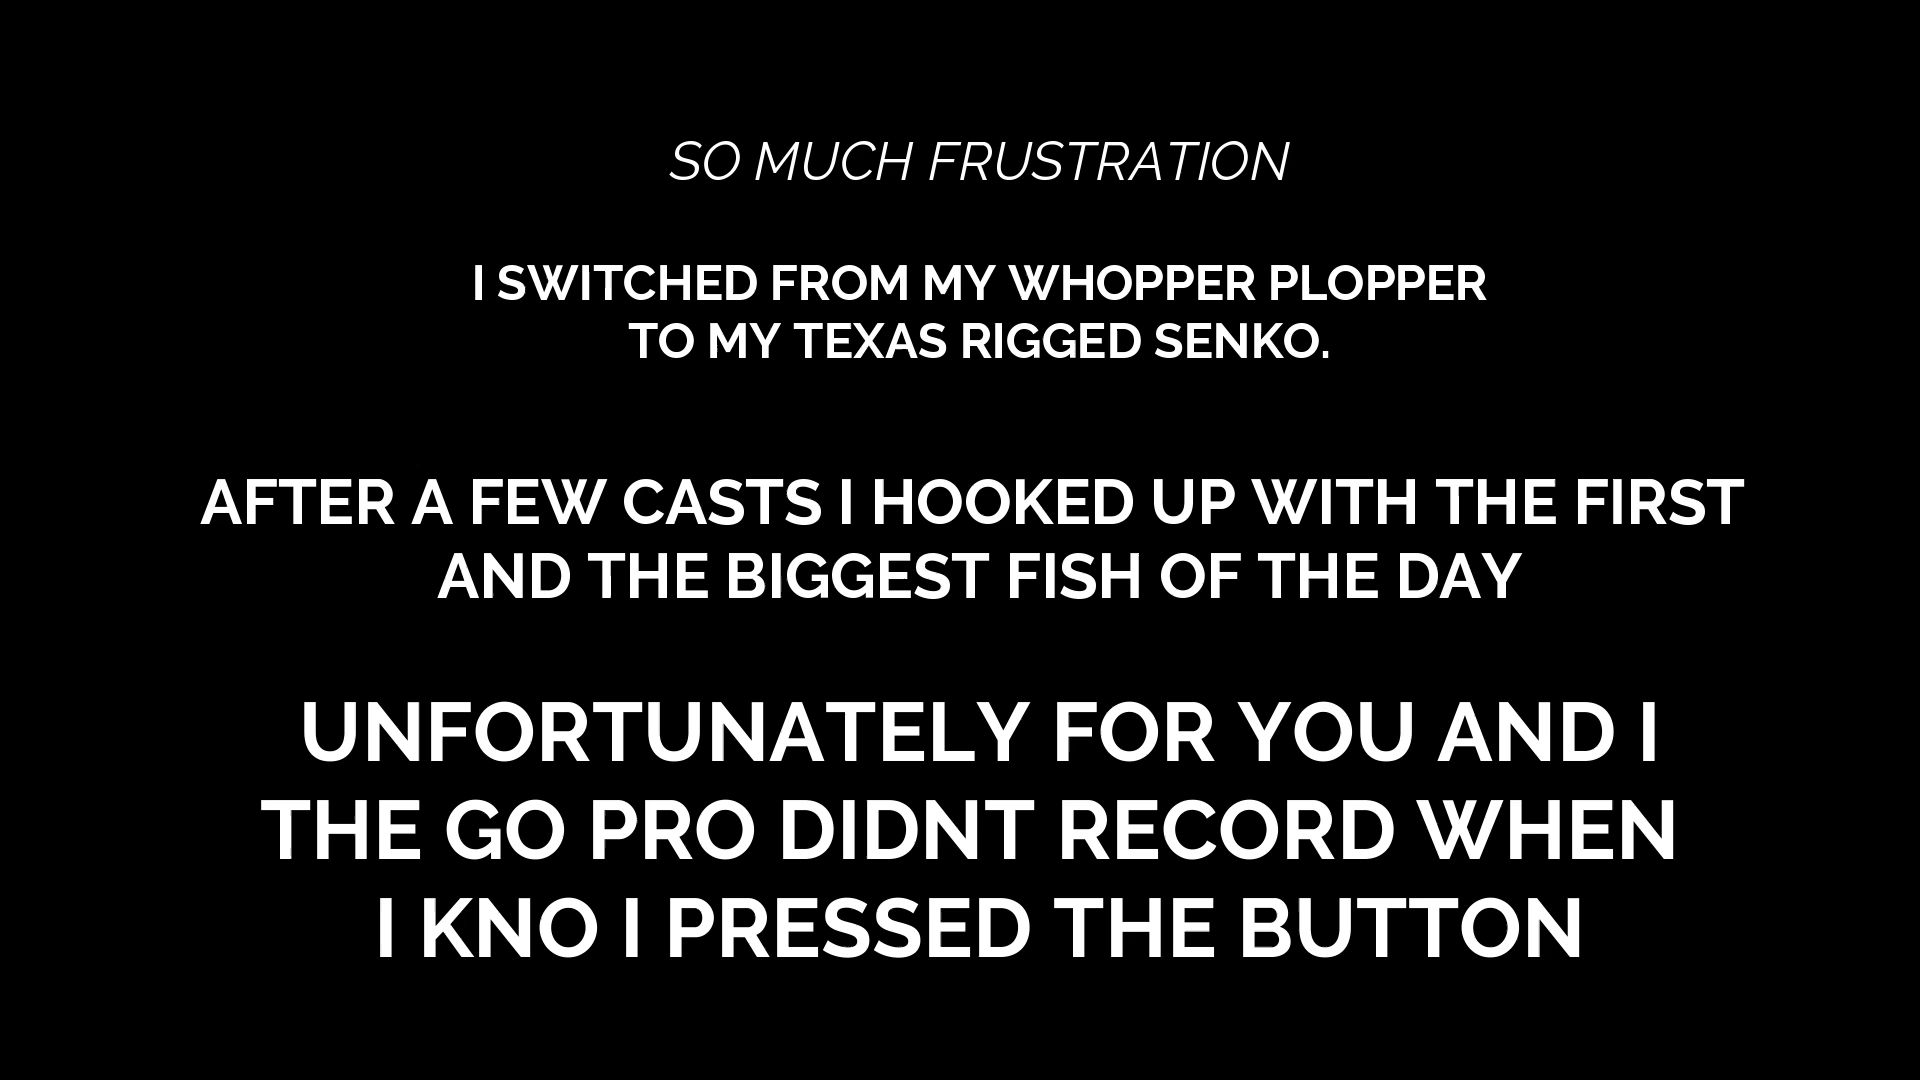 SO MUCH FRUSTRATION
I SWITCHED FROM MY WHOPPER PLOPPER
TO MY TEXAS RIGGED SENKO.
AFTER A FEW CASTS I HOOKED UP WITH THE FIRST
AND THE BIGGEST FISH OF THE DAY
UNFORTUNATELY FOR YOU AND I
THE GO PRO DIDNT RECORD WHEN
I KNO I PRESSED THE BUTTON